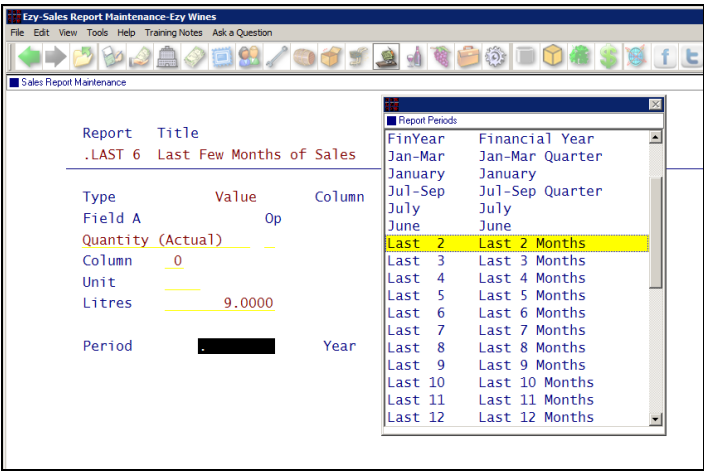 Ezy-Sales Report Maintenance-Ezy Wines
File Edit View Tools Help Training Notes Ask a Question
Sales Report Maintenance
Report Title
.LAST 6 Last Few Months of Sales
Type Value Column
Field A Op
Quantity (Actual)
Column 0
Unit
Litres 9.0000
Period . Year
Report Periods
FinYear Financial Year
Jan-Mar Jan-Mar Quarter
January January
Jul-Sep Jul-Sep Quarter
July July
June June
Last 2 Last 2 Months
Last 3 Last 3 Months
Last 4 Last 4 Months
Last 5 Last 5 Months
Last 6 Last 6 Months
Last 7 Last 7 Months
Last 8 Last 8 Months
Last 9 Last 9 Months
Last 10 Last 10 Months
Last 11 Last 11 Months
Last 12 Last 12 Months